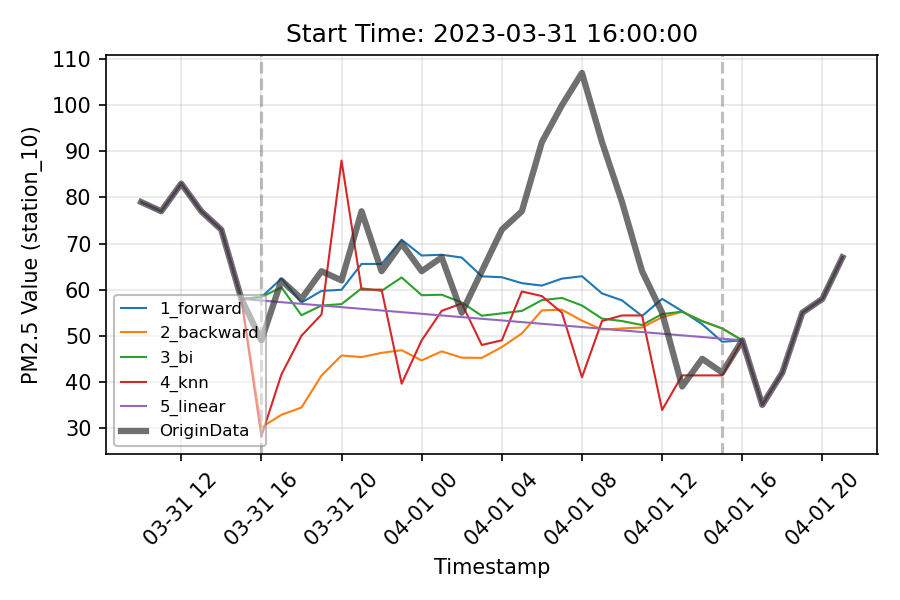 Start Time: 2023-03-31 16:00:00
PM2.5 Value (station_10)
110
100
90
80
70
60
50
40
30
1_forward
2_backward
3_bi
4_knn
5_linear
OriginData
03-31 12
03-31 16
03-31 20
04-01 00
04-01 04
04-01 08
04-01 12
04-01 16
04-01 20
Timestamp